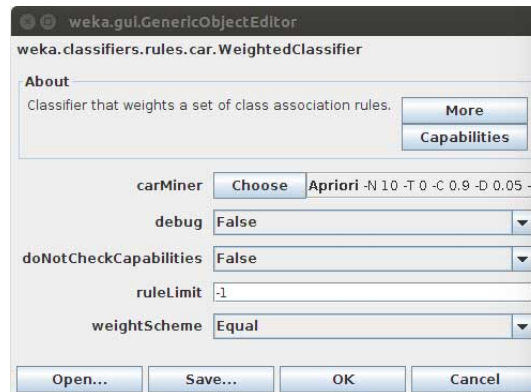 weka.gui.GenericObjectEditor
weka.classifiers.rules.car.WeightedClassifier
About
Classifier that weights a set of class association rules.
More
Capabilities
carMiner Choose Apriori -N 10 -T 0 -C 0.9 -D 0.05 -
debug False
doNotCheckCapabilities False
ruleLimit -1
weightScheme Equal
Open... Save... OK Cancel